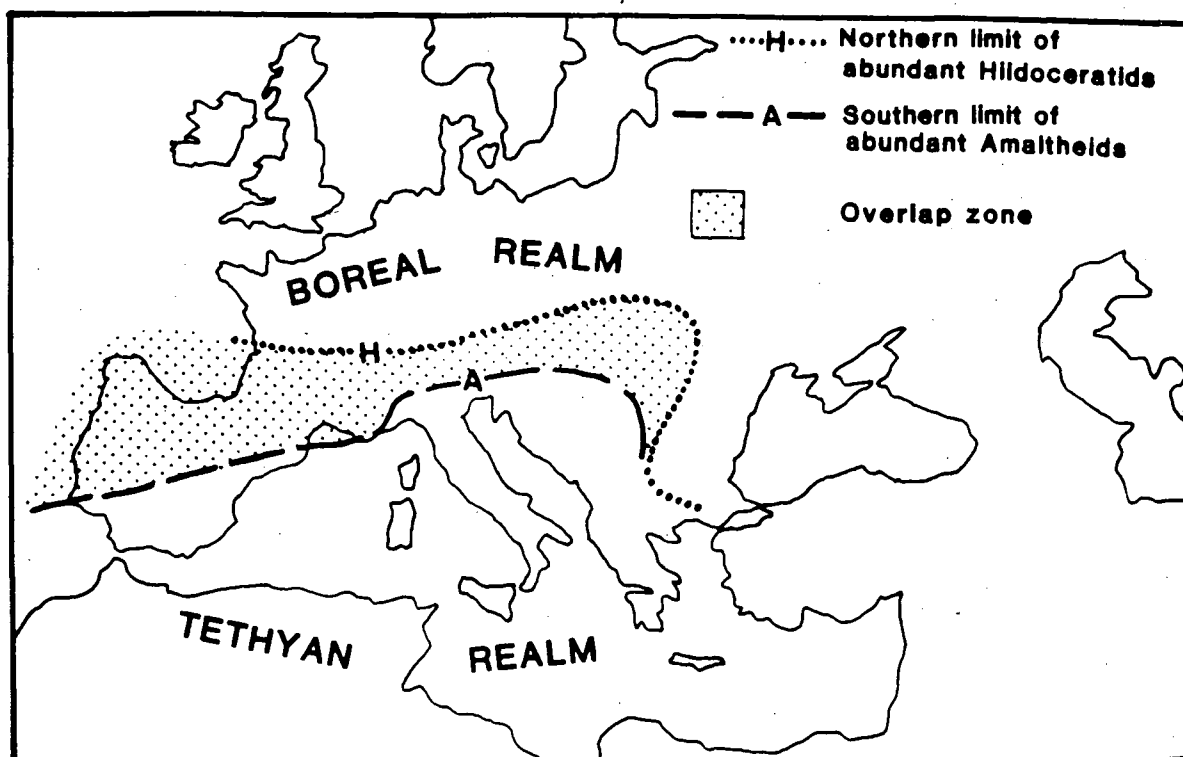 ····H···· Northern limit of
abundant Hildoceratids
— — A — Southern limit of
abundant Amaltheids
Overlap zone
BOREAL REALM
H
A
TETHYAN REALM